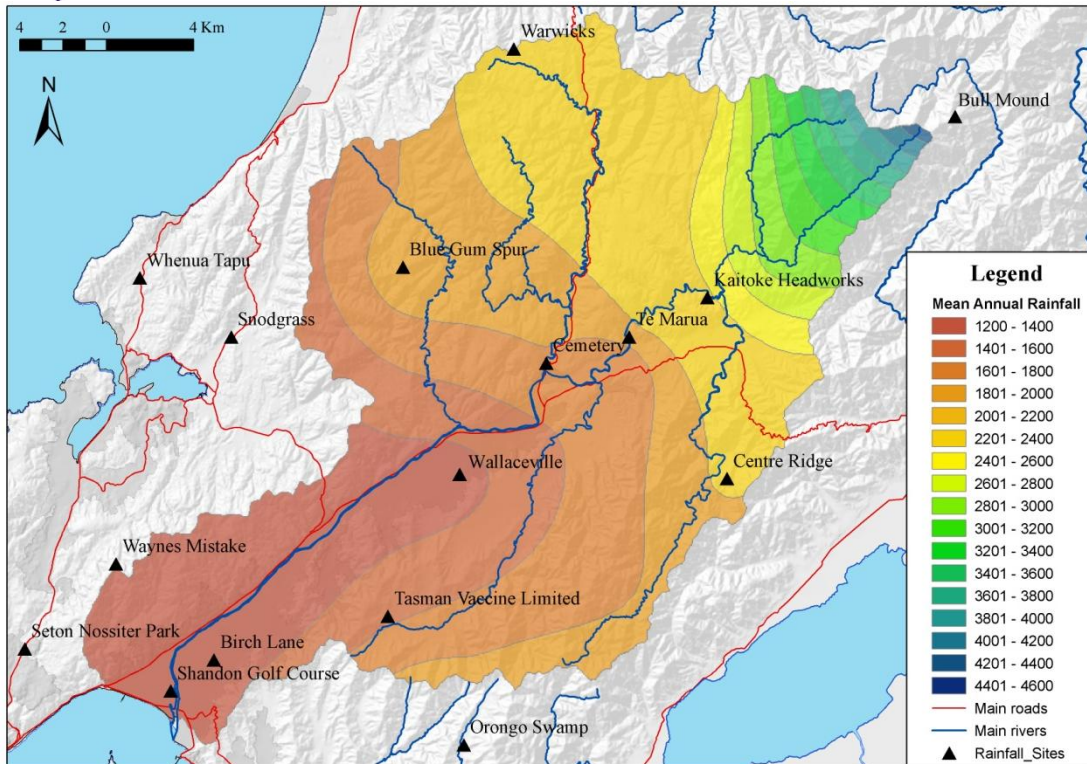 4 2 0 4 Km
N
Warwicks
Bull Mound
Blue Gum Spur
Whenua Tapu
Kaitoke Headworks
Snodgrass
Te Marua
Cemetery
Wallaceville
Centre Ridge
Waynes Mistake
Tasman Vaccine Limited
Seton Nossiter Park
Birch Lane
Shandon Golf Course
Orongo Swamp
Legend
Mean Annual Rainfall
1200 - 1400
1401 - 1600
1601 - 1800
1801 - 2000
2001 - 2200
2201 - 2400
2401 - 2600
2601 - 2800
2801 - 3000
3001 - 3200
3201 - 3400
3401 - 3600
3601 - 3800
3801 - 4000
4001 - 4200
4201 - 4400
4401 - 4600
Main roads
Main rivers
Rainfall_Sites